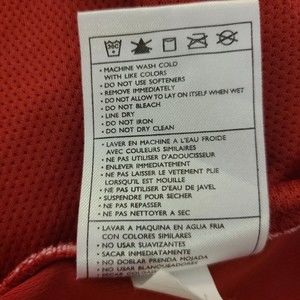 • MACHINE WASH COLD
WITH LIKE COLORS
• DO NOT USE SOFTENERS
• REMOVE IMMEDIATELY
• DO NOT ALLOW TO LAY ON ITSELF WHEN WET
• DO NOT BLEACH
• LINE DRY
• DO NOT IRON
• DO NOT DRY CLEAN
• LAVER EN MACHINE A L'EAU FROIDE
AVEC COULEURS SIMILAIRES
• NE PAS UTILISER D'ADOUCISSEUR
• ENLEVER IMMEDIATEMENT
• NE PAS LAISSER LE VETEMENT PLIE
LORSQU'IL EST MOUILLE
• NE PAS UTILISER D'EAU DE JAVEL
• SUSPENDRE POUR SECHER
• NE PAS REPASSER
• NE PAS NETTOYER A SEC
• LAVAR A MAQUINA EN AGUA FRIA
CON COLORES SIMILARES
• NO USAR SUAVIZANTES
• SACAR INMEDIATAMENTE
• NO DOBLAR PRENDA MOJADA
• NO USAR BLANQUEADORES